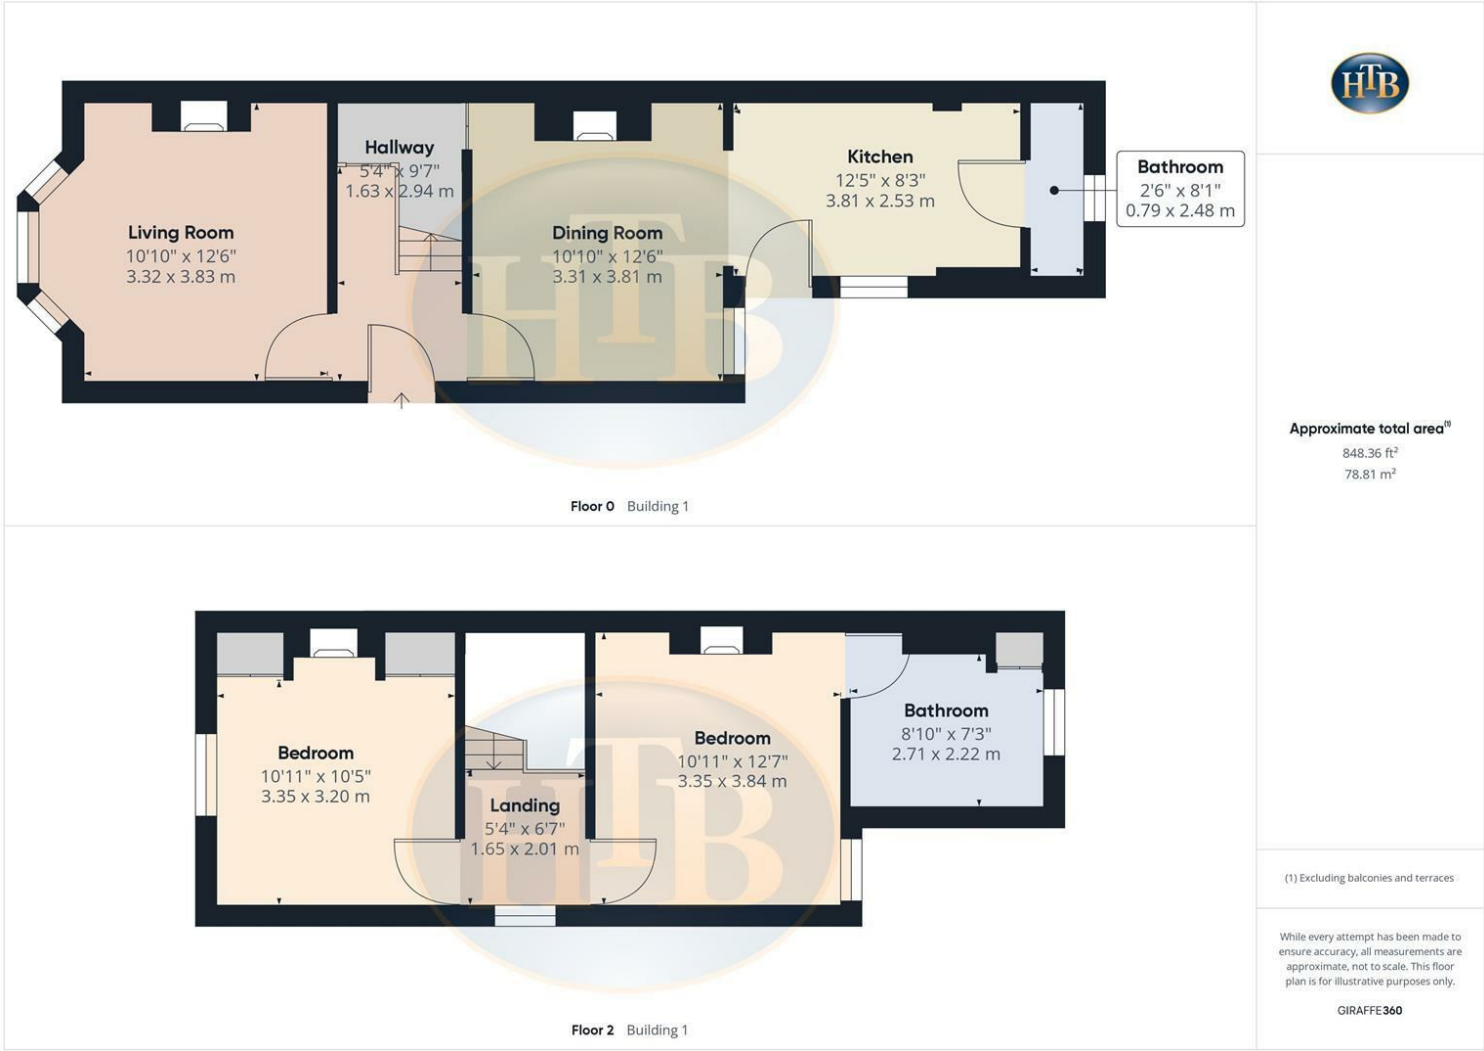 HTB
Hallway
5'4" x 9'7"
1.63 x 2.94 m
Living Room
10'10" x 12'6"
3.32 x 3.83 m
Dining Room
10'10" x 12'6"
3.31 x 3.81 m
Kitchen
12'5" x 8'3"
3.81 x 2.53 m
Bathroom
2'6" x 8'1"
0.79 x 2.48 m
HTB
Floor 0 Building 1
Approximate total area(1)
848.36 ft²
78.81 m²
Bedroom
10'11" x 10'5"
3.35 x 3.20 m
Landing
5'4" x 6'7"
1.65 x 2.01 m
Bedroom
10'11" x 12'7"
3.35 x 3.84 m
Bathroom
8'10" x 7'3"
2.71 x 2.22 m
HTB
Floor 2 Building 1
(1) Excluding balconies and terraces
While every attempt has been made to
ensure accuracy, all measurements are
approximate, not to scale. This floor
plan is for illustrative purposes only.
GIRAFFE360